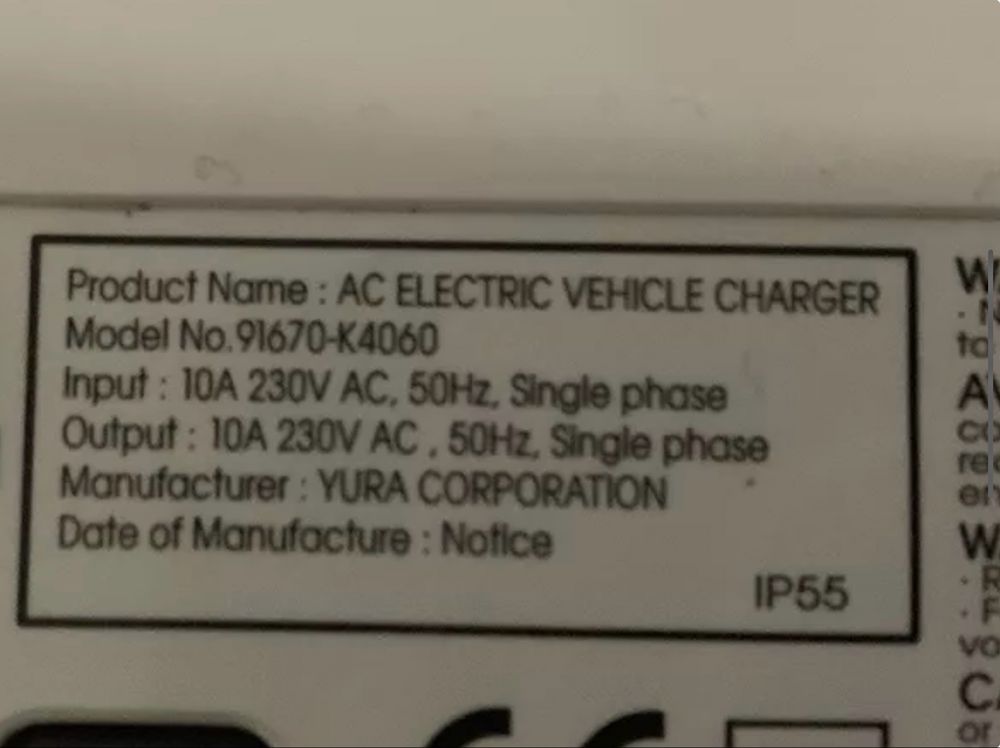 Product Name : AC ELECTRIC VEHICLE CHARGER
Model No.91670-K4060
Input : 10A 230V AC, 50Hz, Single phase
Output : 10A 230V AC , 50Hz, Single phase
Manufacturer : YURA CORPORATION
Date of Manufacture : Notice
IP55
CE